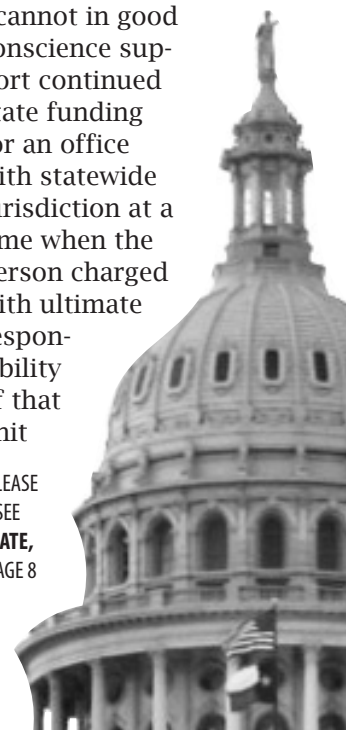 cannot in good
onscience sup-
ort continued
tate funding
or an office
ith statewide
urisdiction at a
me when the
erson charged
ith ultimate
espon-
bility
f that
nit
LEASE
SEE
ATE,
AGE 8